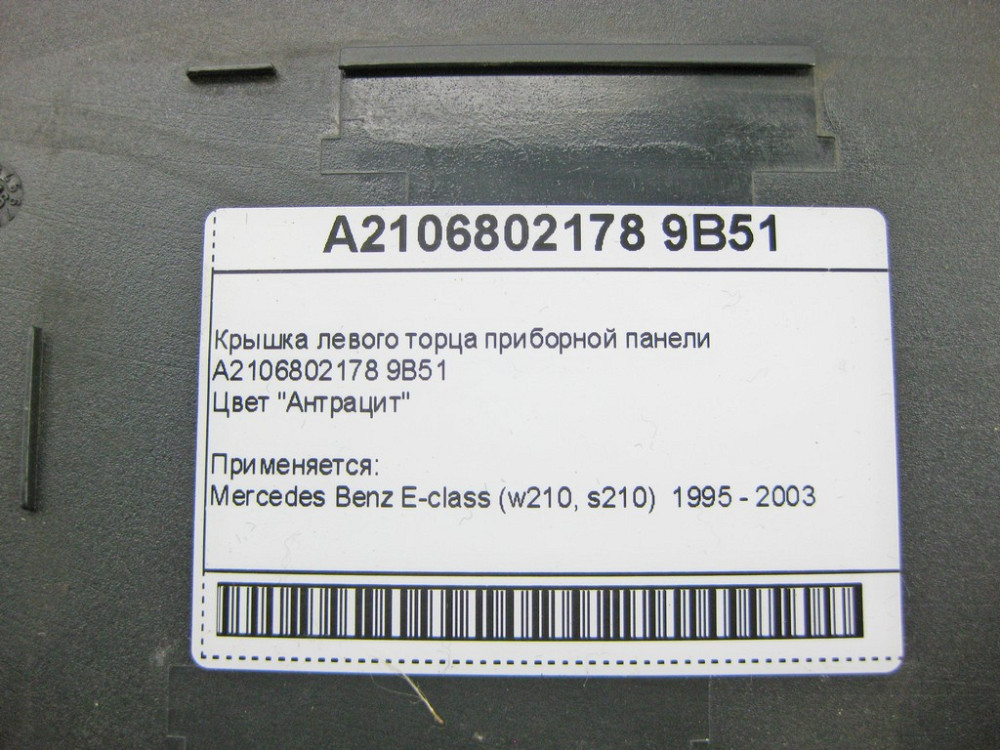 A2106802178 9B51
Крышка левого торца приборной панели
A2106802178 9B51
Цвет "Антрацит"
Применяется:
Mercedes Benz E-class (w210, s210) 1995 - 2003